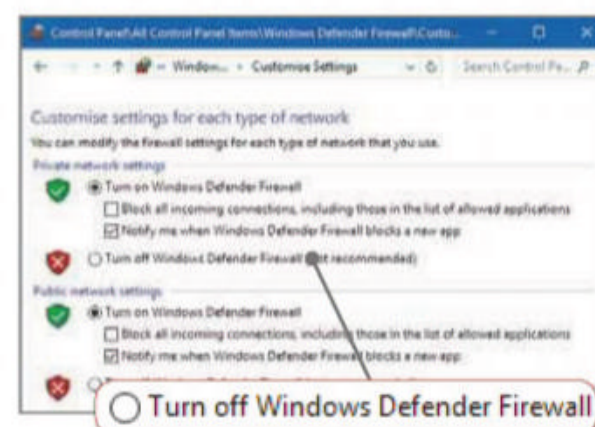 Control Panel\All Control Panel Items\Windows Defender Firewall\Custo...
Window... Customise Settings Search Control Pa...
Customise settings for each type of network
You can modify the firewall settings for each type of network that you use.
Private network settings
Turn on Windows Defender Firewall
Block all incoming connections, including those in the list of allowed applications
Notify me when Windows Defender Firewall blocks a new app
Turn off Windows Defender Firewall recommended)
Public network settings
Turn on Windows Defender Firewall
Block all incoming connections, including those in the list of allowed applications
Notify me when Windows Defender Firewall blocks a new app
Turn off Windows Defender Firewall